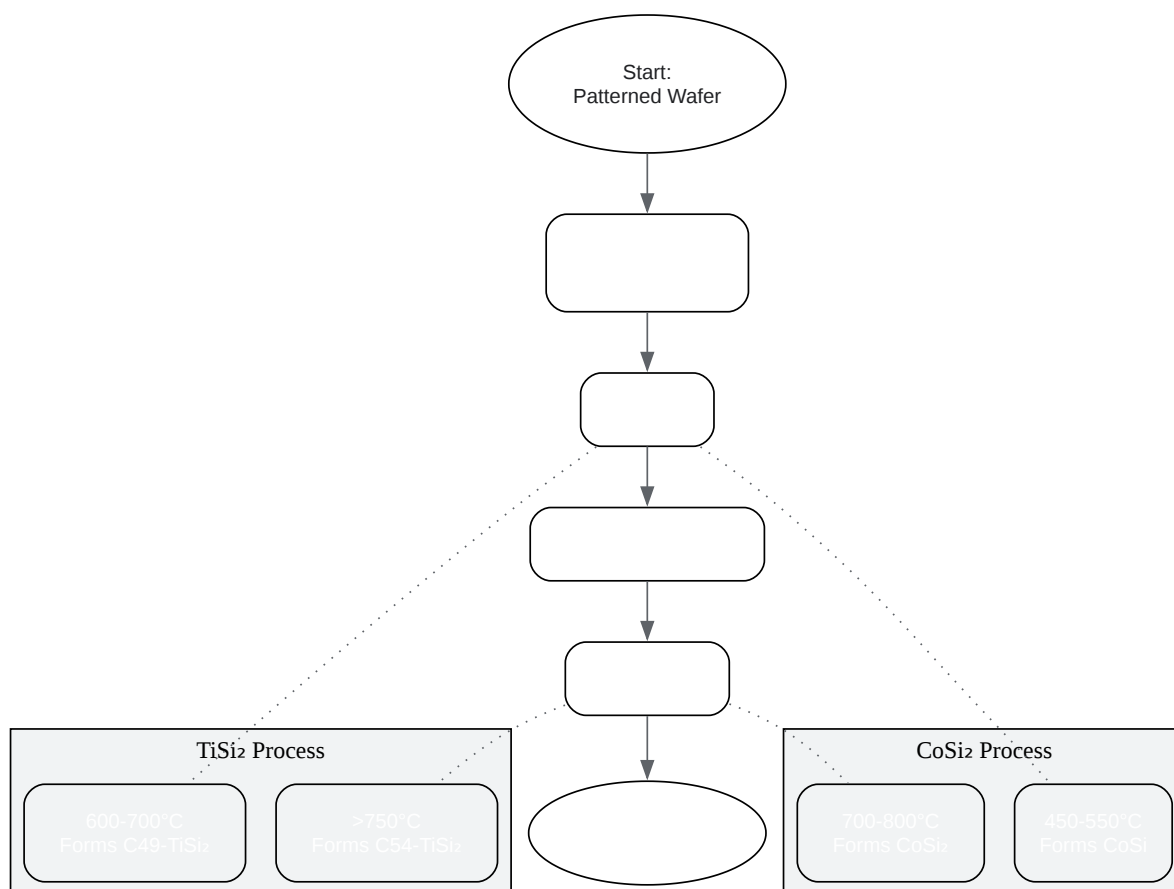 Start:
Patterned Wafer
TiSi₂ Process
CoSi₂ Process
600-700°C
Forms C49-TiSi₂
>750°C
Forms C54-TiSi₂
700-800°C
Forms CoSi₂
450-550°C
Forms CoSi